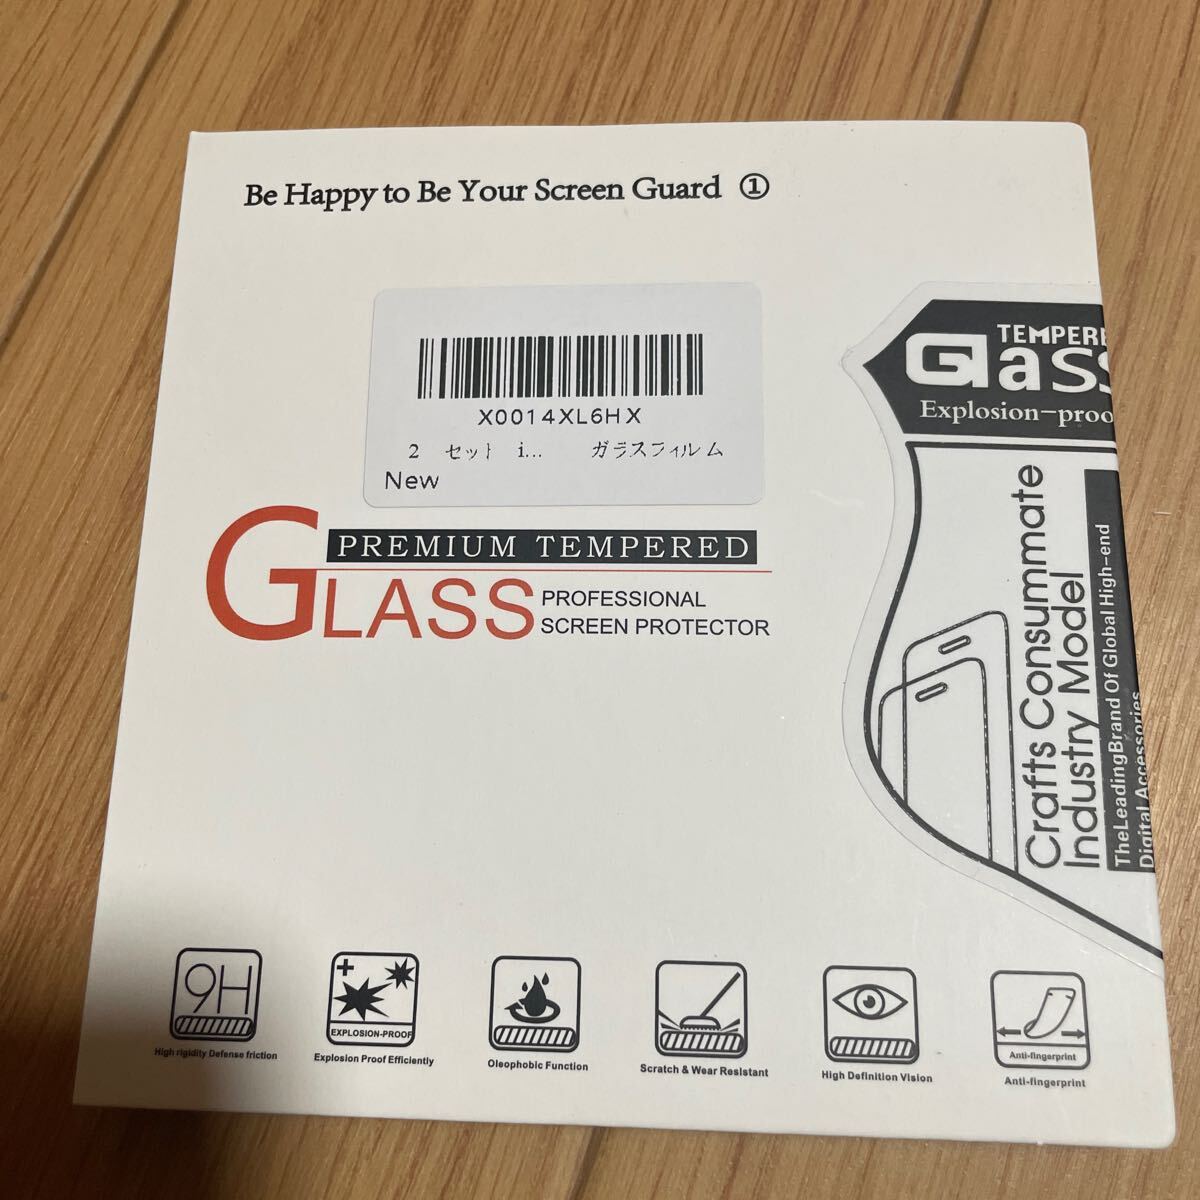 Be Happy to Be Your Screen Guard ①
X0014XL6HX
2 セット i... ガラスフィルム
New
PREMIUM TEMPERED
GLASS
PROFESSIONAL
SCREEN PROTECTOR
TEMPERE
Glass
Explosion-proo
Crafts Consummate
Industry Model
TheLeadingBrand Of Global High-end
Digital Accessories
9H
High rigidity Defense friction
EXPLOSION-PROOF
Explosion Proof Efficiently
Oleophobic Function
Scratch & Wear Resistant
High Definition Vision
Anti-fingerprint
Anti-fingerprint